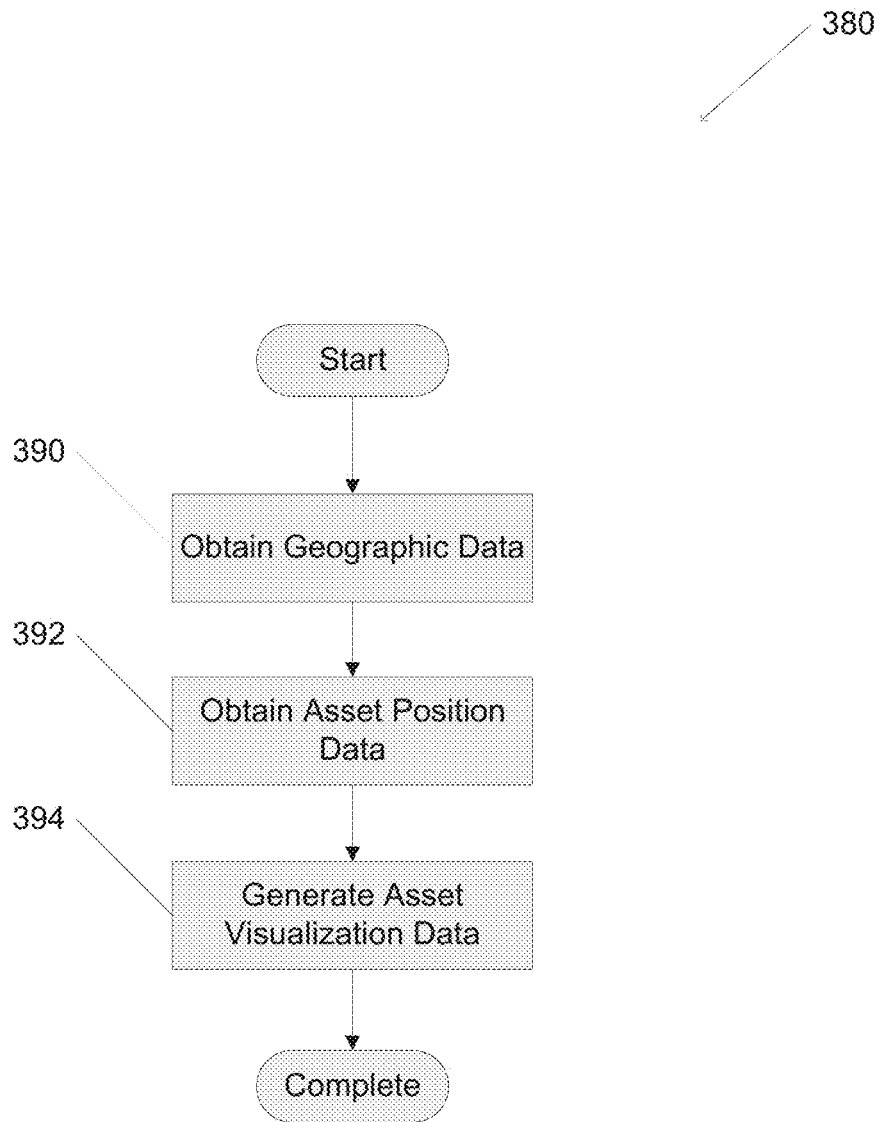 380
Start
390
Obtain Geographic Data
392
Obtain Asset Position
Data
394
Generate Asset
Visualization Data
Complete